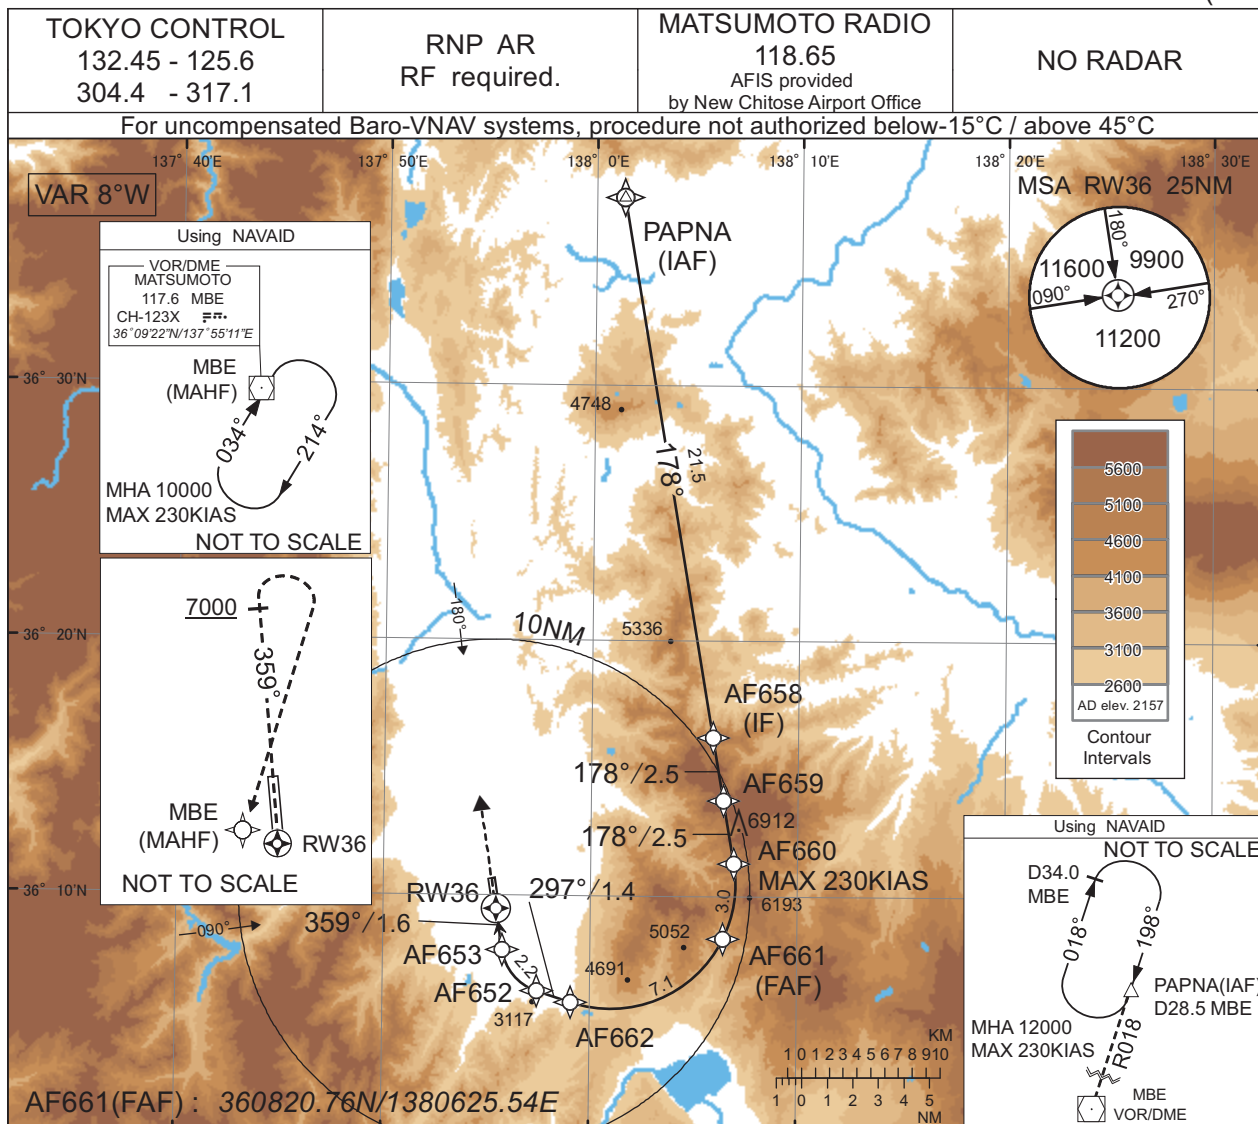 TOKYO CONTROL
132.45 - 125.6
304.4 - 317.1
RNP AR
RF required.
MATSUMOTO RADIO
118.65
AFIS provided
by New Chitose Airport Office
NO RADAR
For uncompensated Baro-VNAV systems, procedure not authorized below-15°C / above 45°C
137° 40'E
137° 50'E
138° 0'E
138° 10'E
138° 20'E
138° 30'E
VAR 8°W
MSA RW36 25NM
180°
11600
9900
090°
270°
11200
Using NAVAID
VOR/DME
MATSUMOTO
117.6 MBE
CH-123X
36°09'22"N/137°55'11"E
MBE
(MAHF)
034°
214°
MHA 10000
MAX 230KIAS
NOT TO SCALE
PAPNA
(IAF)
36° 30'N
4748
178°
21.5
5600
5100
4600
4100
3600
3100
2600
AD elev. 2157
Contour
Intervals
7000
359°
MBE
(MAHF)
RW36
NOT TO SCALE
180°
10NM
36° 20'N
5336
AF658
(IF)
178°/2.5
AF659
6912
178°/2.5
AF660
MAX 230KIAS
36° 10'N
RW36
297°/1.4
3.0
6193
359°/1.6
090°
AF653
2.2
5052
AF661
(FAF)
4691
7.1
AF652
3117
AF662
Using NAVAID
NOT TO SCALE
D34.0
MBE
018°
198°
PAPNA(IAF)
D28.5 MBE
MHA 12000
MAX 230KIAS
R018
MBE
VOR/DME
KM
1 0 1 2 3 4 5 6 7 8 9 10
1 0 1 2 3 4 5
NM
AF661(FAF) : 360820.76N/1380625.54E